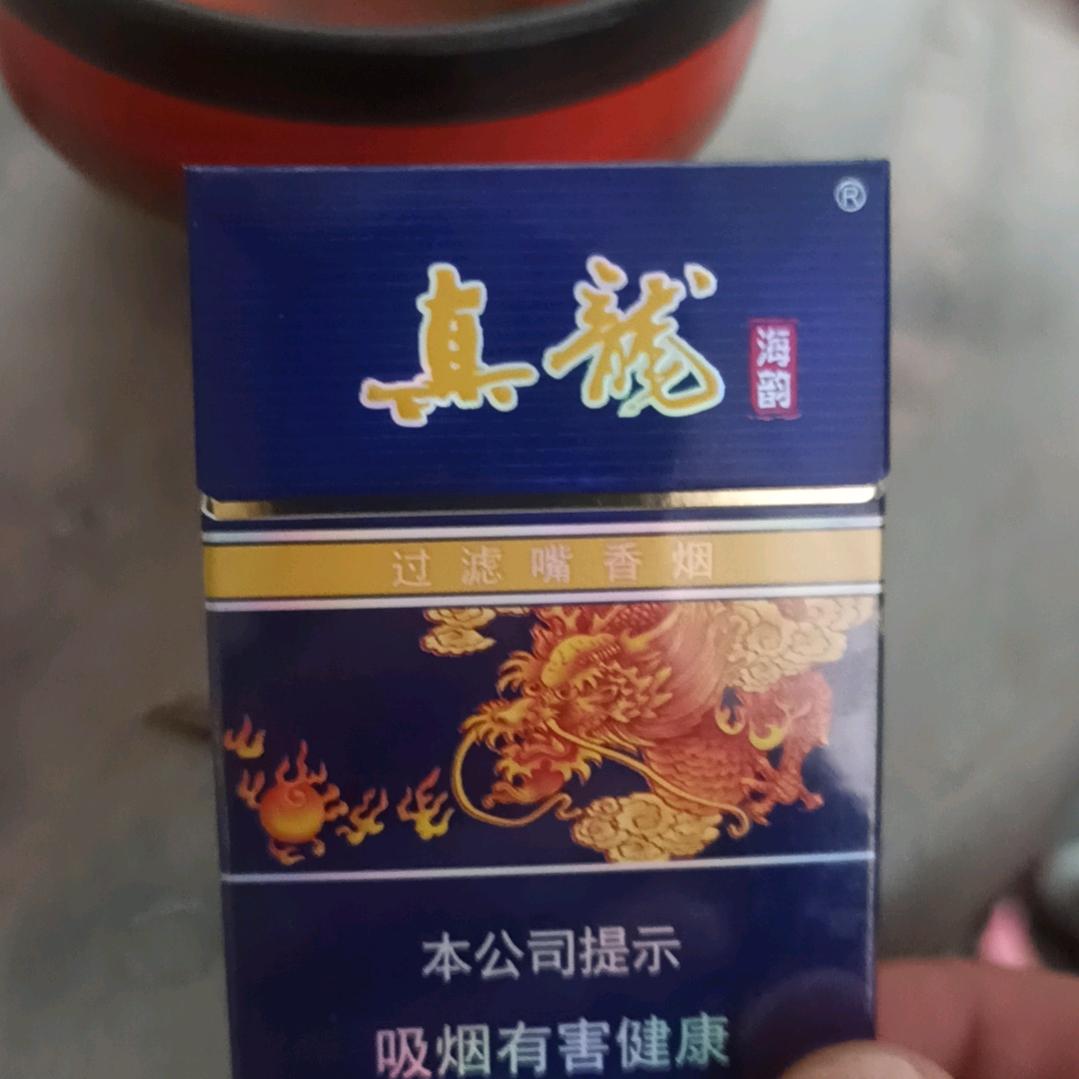 ®
真龍
海韵
过滤嘴香烟
本公司提示
吸烟有害健康